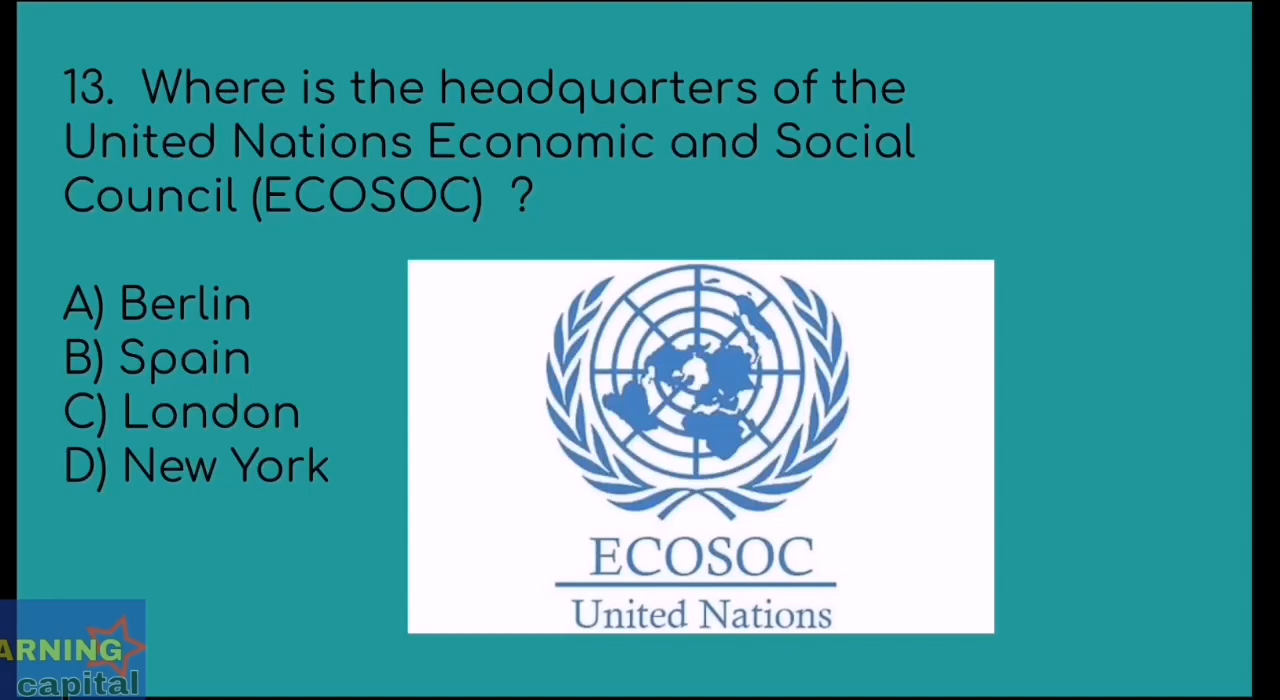 13. Where is the headquarters of the
United Nations Economic and Social
Council (ECOSOC) ?
A) Berlin
B) Spain
C) London
D) New York
ECOSOC
United Nations
ARNING
capital